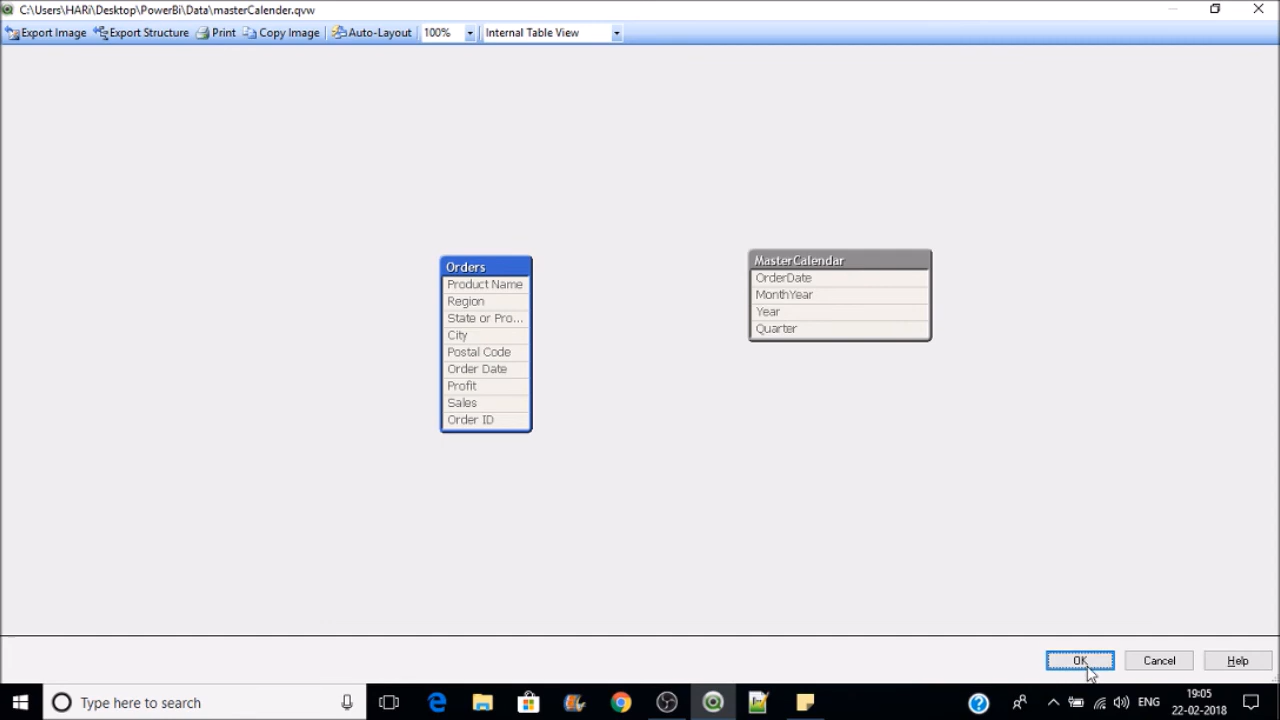 C:\Users\HARi\Desktop\PowerBi\Data\masterCalender.qvw
Export Image Export Structure Print Copy Image Auto-Layout 100% Internal Table View
Orders
Product Name
Region
State or Pro...
City
Postal Code
Order Date
Profit
Sales
Order ID
MasterCalendar
OrderDate
MonthYear
Year
Quarter
OK Cancel Help
Type here to search
ENG
19:05
22-02-2018